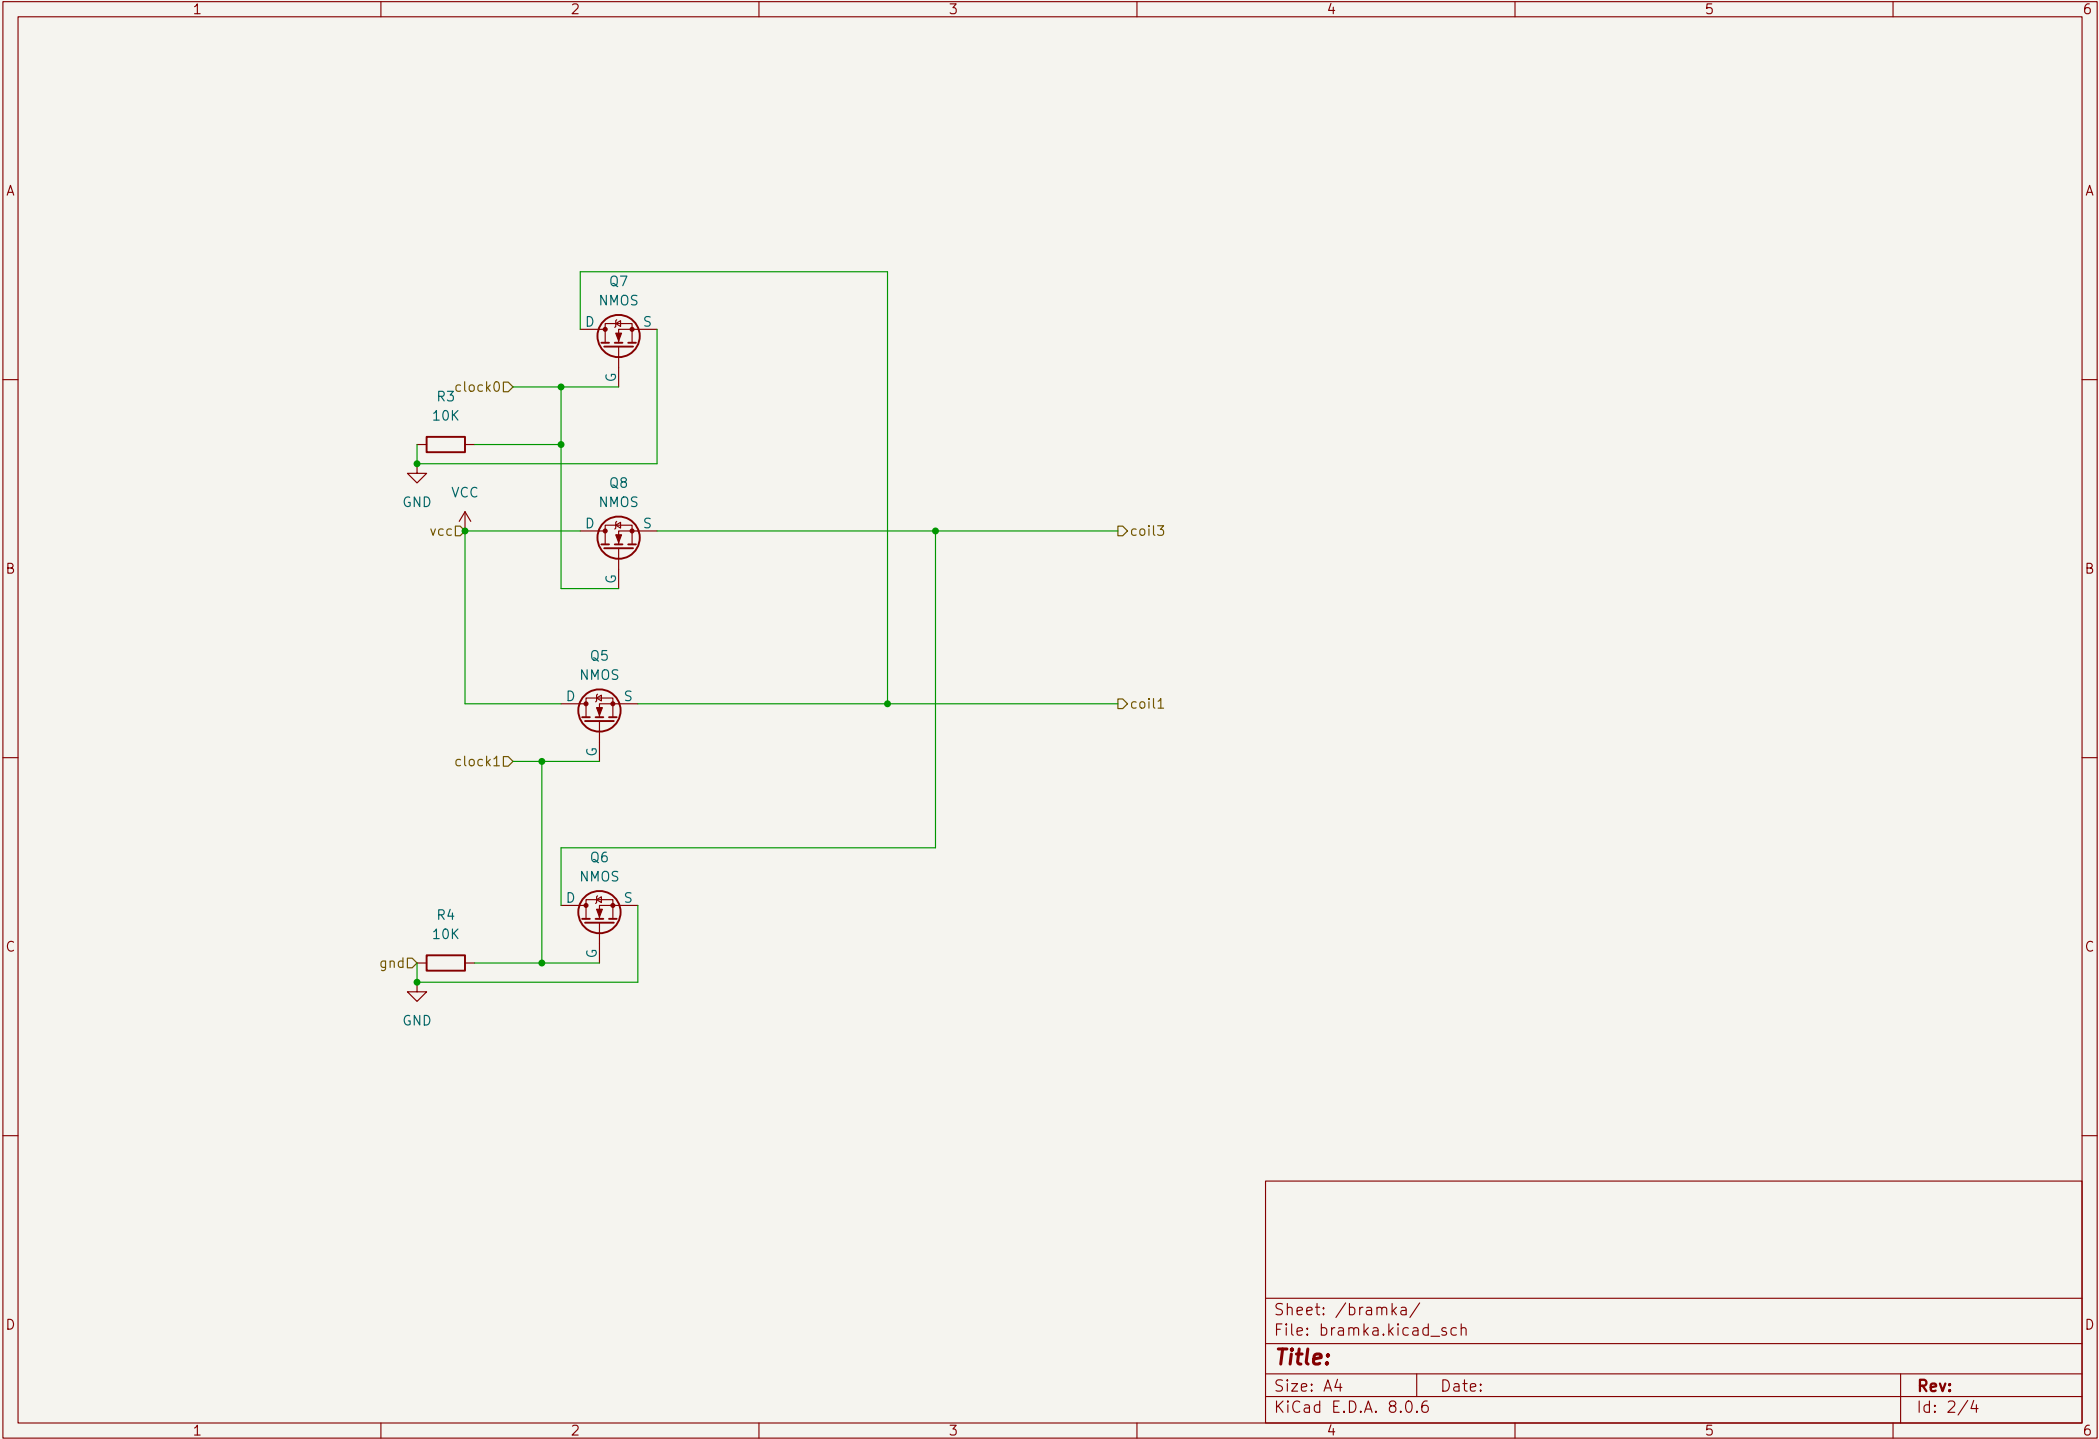 1 2 3 4 5 6
A A
Q7
NMOS
D S
G
clock0
R3
10K
Q8
NMOS
VCC
GND
D S
vcc
coil3
B B
G
Q5
NMOS
D S
coil1
G
clock1
Q6
NMOS
D S
R4
10K
C C
G
gnd
GND
Sheet: /bramka/
File: bramka.kicad_sch
D D
Title:
Size: A4 Date: Rev:
KiCad E.D.A. 8.0.6 Id: 2/4
1 2 3 4 5 6